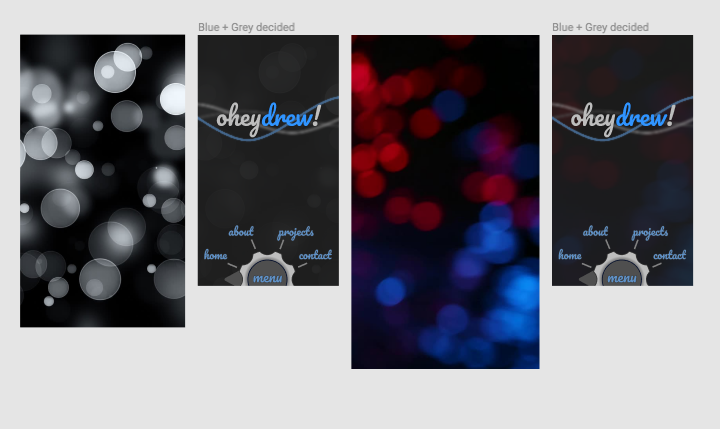 Blue + Grey decided
oheydrew!
about
projects
home
contact
menu
Blue + Grey decided
oheydrew!
about
projects
home
contact
menu